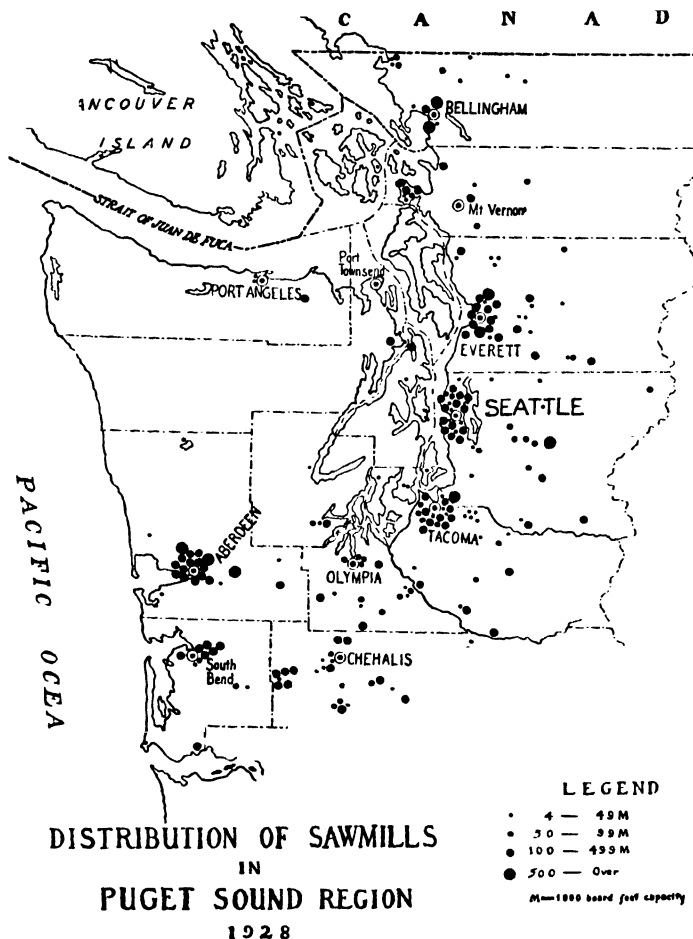 C A N A D
ANCOUVER
ISLAND
STRAIT OF JUAN DE FUCA
BELLINGHAM
Mt Vernon
Port
Townsend
PORT ANGELES
EVERETT
SEATTLE
PACIFIC OCEA
ABERDEEN
TACOMA
OLYMPIA
South
Bend
CHEHALIS
LEGEND
4 — 49M
50 — 99M
100 — 499M
500 — Over
M—1000 board feet capacity
DISTRIBUTION OF SAWMILLS
IN
PUGET SOUND REGION
1928